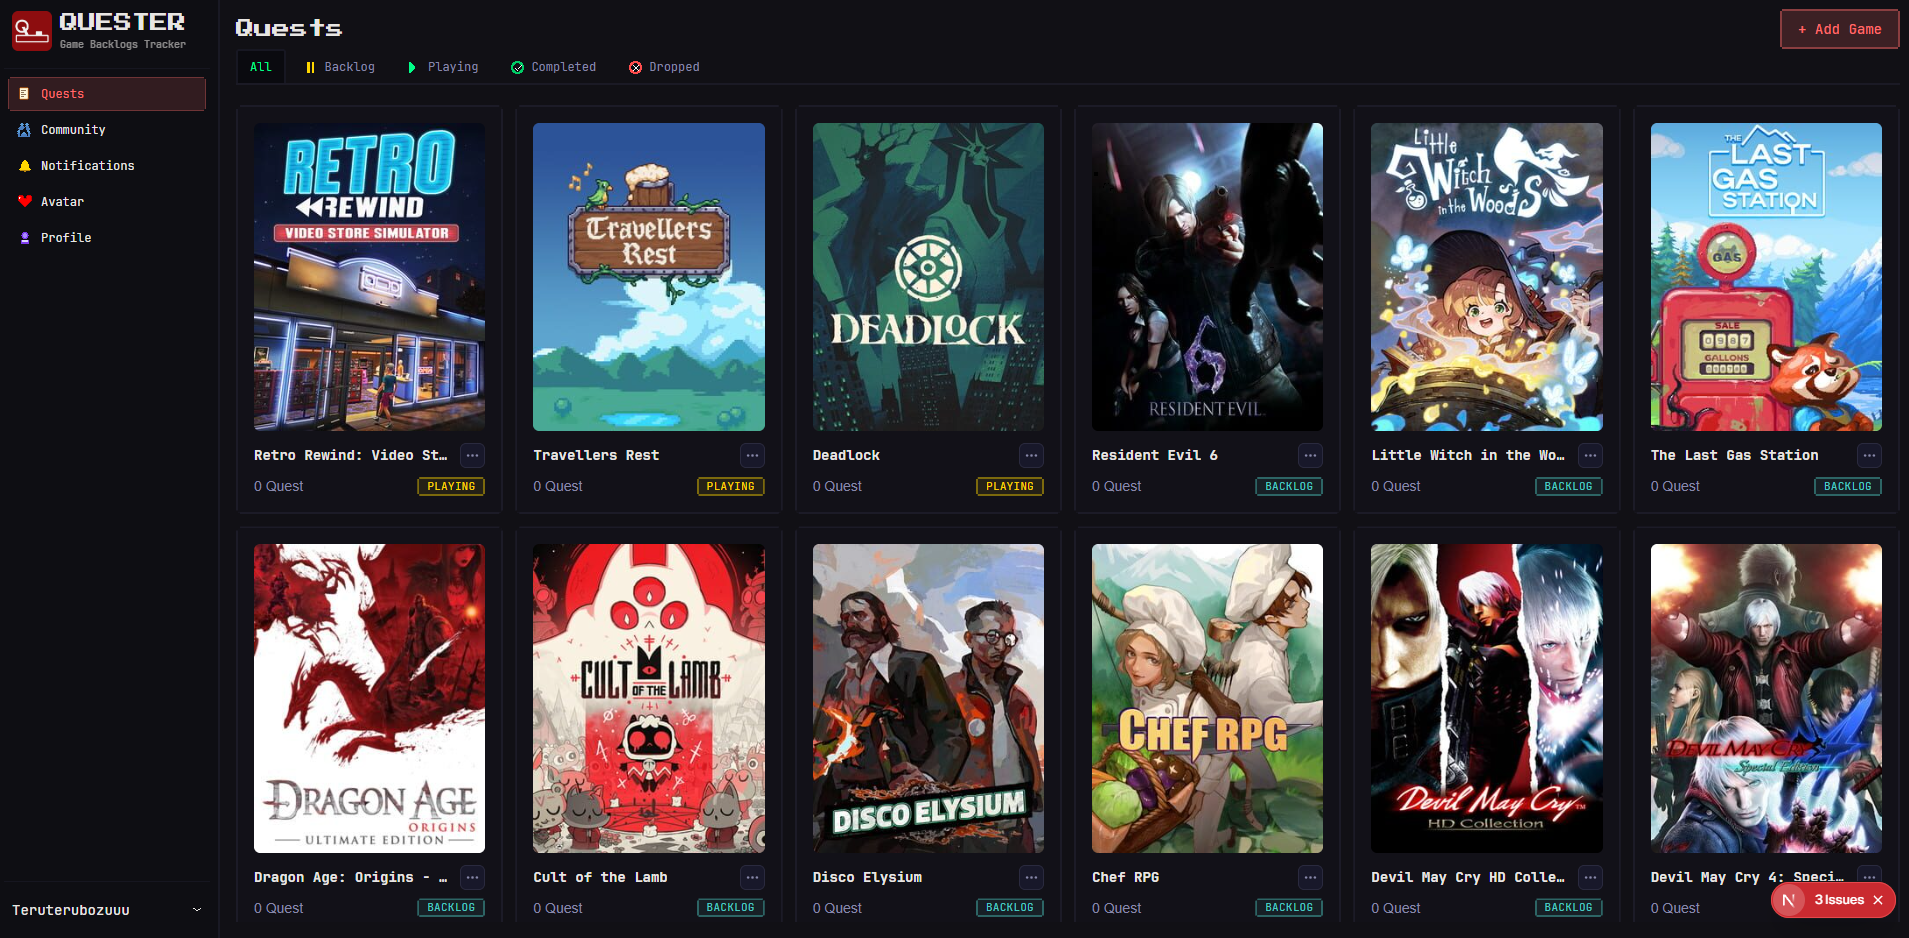 QUESTER
Game Backlogs Tracker
Quests
Community
Notifications
Avatar
Profile
Teruterubozuuu
Quests
+ Add Game
All
Backlog
Playing
Completed
Dropped
RETRO
REWIND
VIDEO STORE SIMULATOR
Retro Rewind: Video St…
0 Quest
PLAYING
Travellers
Rest
Travellers Rest
0 Quest
PLAYING
DEADLOCK
Deadlock
0 Quest
PLAYING
6
RESIDENT EVIL
Resident Evil 6
0 Quest
BACKLOG
Little
Witch
in the Woods
Little Witch in the Wo…
0 Quest
BACKLOG
THE
LAST
GAS
STATION
GAS
SALE
0987
GALLONS
The Last Gas Station
0 Quest
BACKLOG
DRAGON AGE
ORIGINS
ULTIMATE EDITION
Dragon Age: Origins - …
0 Quest
BACKLOG
CULT
OF THE
LAMB
Cult of the Lamb
0 Quest
BACKLOG
DISCO ELYSIUM
Disco Elysium
0 Quest
BACKLOG
CHEF RPG
Chef RPG
0 Quest
BACKLOG
Devil May Cry™
HD Collection
Devil May Cry HD Colle…
0 Quest
BACKLOG
DEVIL MAY CRY 4
Special Edition
Devil May Cry 4: Speci…
0 Quest
N
3 Issues